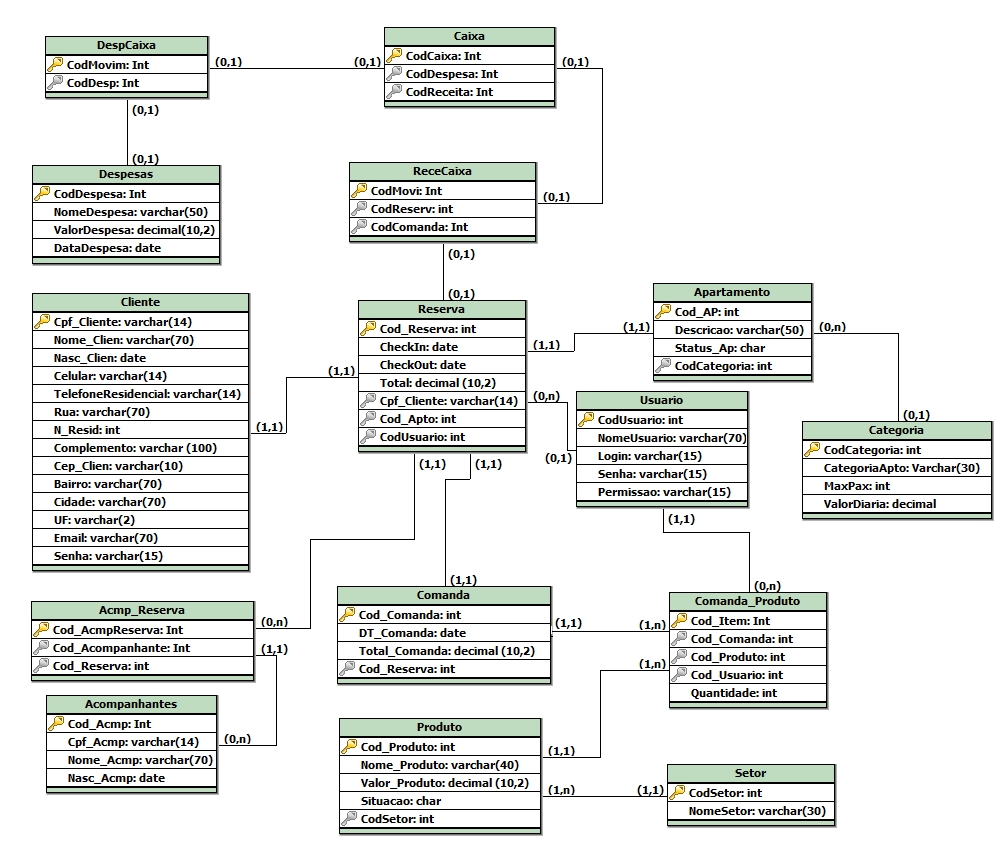 DespCaixa
CodMovim: Int
CodDesp: Int
(0,1)
(0,1)
Caixa
CodCaixa: Int
CodDespesa: Int
CodReceita: Int
(0,1)
(0,1)
(0,1)
Despesas
CodDespesa: Int
NomeDespesa: varchar(50)
ValorDespesa: decimal(10,2)
DataDespesa: date
ReceCaixa
CodMovi: Int
CodReserv: int
CodComanda: Int
(0,1)
(0,1)
(0,1)
Cliente
Cpf_Cliente: varchar(14)
Nome_Clien: varchar(70)
Nasc_Clien: date
Celular: varchar(14)
TelefoneResidencial: varchar(14)
Rua: varchar(70)
N_Resid: int
Complemento: varchar (100)
Cep_Clien: varchar(10)
Bairro: varchar(70)
Cidade: varchar(70)
UF: varchar(2)
Email: varchar(70)
Senha: varchar(15)
(1,1)
(1,1)
Reserva
Cod_Reserva: int
CheckIn: date
CheckOut: date
Total: decimal (10,2)
Cpf_Cliente: varchar(14)
Cod_Apto: int
CodUsuario: int
(1,1)
(1,1)
(0,n)
(0,1)
(1,1)
(1,1)
Apartamento
Cod_AP: int
Descricao: varchar(50)
Status_Ap: char
CodCategoria: int
(0,n)
(0,1)
Usuario
CodUsuario: int
NomeUsuario: varchar(70)
Login: varchar(15)
Senha: varchar(15)
Permissao: varchar(15)
(1,1)
(0,n)
Categoria
CodCategoria: int
CategoriaApto: Varchar(30)
MaxPax: int
ValorDiaria: decimal
Acmp_Reserva
Cod_AcmpReserva: Int
Cod_Acompanhante: Int
Cod_Reserva: int
(0,n)
(1,1)
Acompanhantes
Cod_Acmp: Int
Cpf_Acmp: varchar(14)
Nome_Acmp: varchar(70)
Nasc_Acmp: date
(0,n)
(1,1)
Comanda
Cod_Comanda: int
DT_Comanda: date
Total_Comanda: decimal (10,2)
Cod_Reserva: int
(1,1)
(1,n)
(1,n)
Comanda_Produto
Cod_Item: Int
Cod_Comanda: int
Cod_Produto: int
Cod_Usuario: int
Quantidade: int
Produto
Cod_Produto: int
Nome_Produto: varchar(40)
Valor_Produto: decimal (10,2)
Situacao: char
CodSetor: int
(1,1)
(1,n)
(1,1)
Setor
CodSetor: int
NomeSetor: varchar(30)